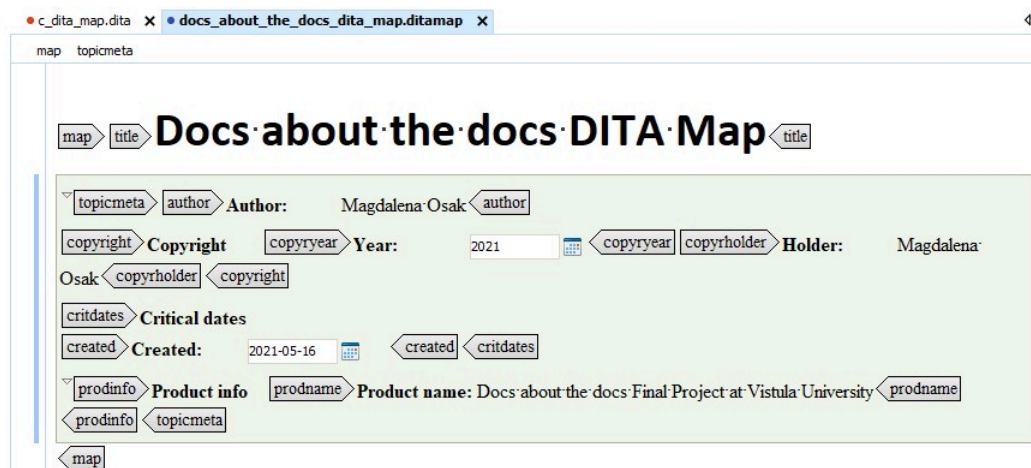 c_dita_map.dita × docs_about_the_docs_dita_map.ditamap ×
map topicmeta
map title Docs about the docs DITA Map title
topicmeta author Author: Magdalena Osak author
copyright Copyright copyryear Year: 2021 copyryear copyrholder Holder: Magdalena
Osak copyrholder copyright
critdates Critical dates
created Created: 2021-05-16 created critdates
prodinfo Product info prodname Product name: Docs about the docs Final Project at Vistula University prodname
prodinfo topicmeta
map